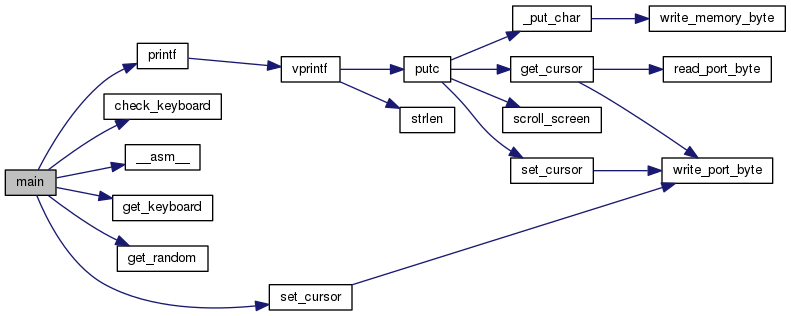 main
printf
check_keyboard
__asm__
get_keyboard
get_random
set_cursor
vprintf
putc
strlen
_put_char
get_cursor
scroll_screen
set_cursor
write_memory_byte
read_port_byte
write_port_byte